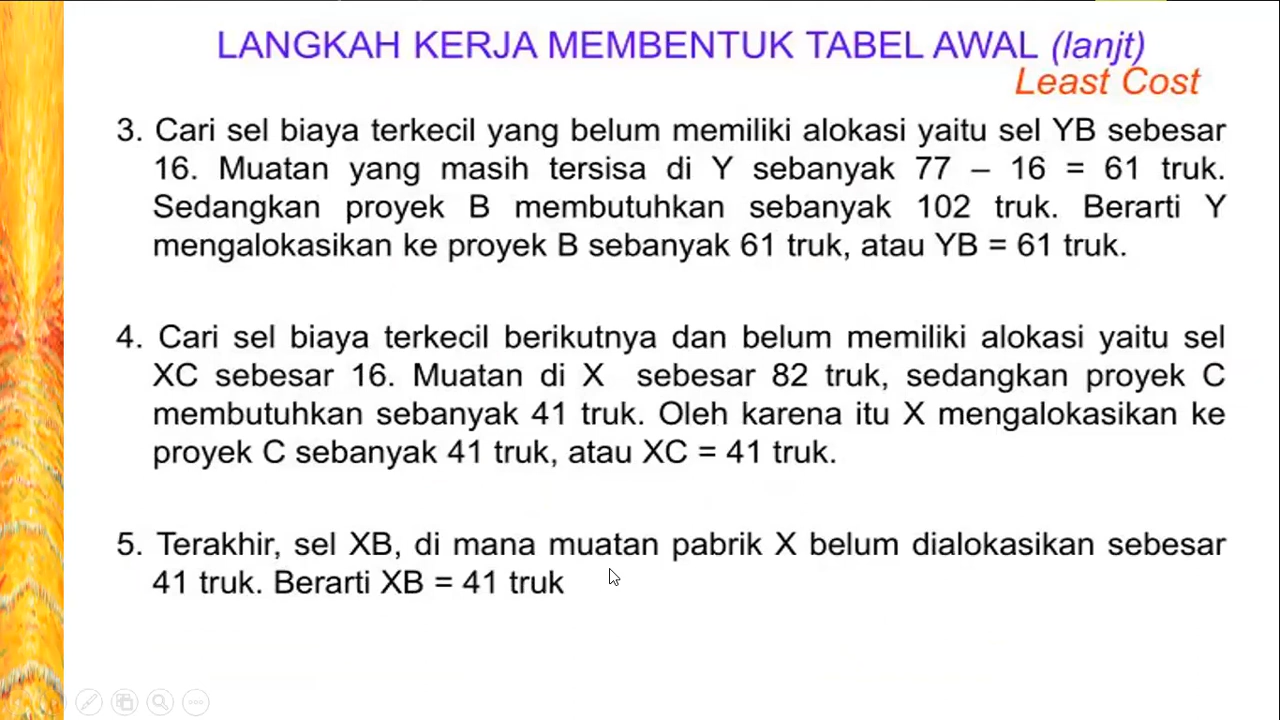 LANGKAH KERJA MEMBENTUK TABEL AWAL (lanjt)
Least Cost
3. Cari sel biaya terkecil yang belum memiliki alokasi yaitu sel YB sebesar
16. Muatan yang masih tersisa di Y sebanyak 77 – 16 = 61 truk.
Sedangkan proyek B membutuhkan sebanyak 102 truk. Berarti Y
mengalokasikan ke proyek B sebanyak 61 truk, atau YB = 61 truk.
4. Cari sel biaya terkecil berikutnya dan belum memiliki alokasi yaitu sel
XC sebesar 16. Muatan di X sebesar 82 truk, sedangkan proyek C
membutuhkan sebanyak 41 truk. Oleh karena itu X mengalokasikan ke
proyek C sebanyak 41 truk, atau XC = 41 truk.
5. Terakhir, sel XB, di mana muatan pabrik X belum dialokasikan sebesar
41 truk. Berarti XB = 41 truk